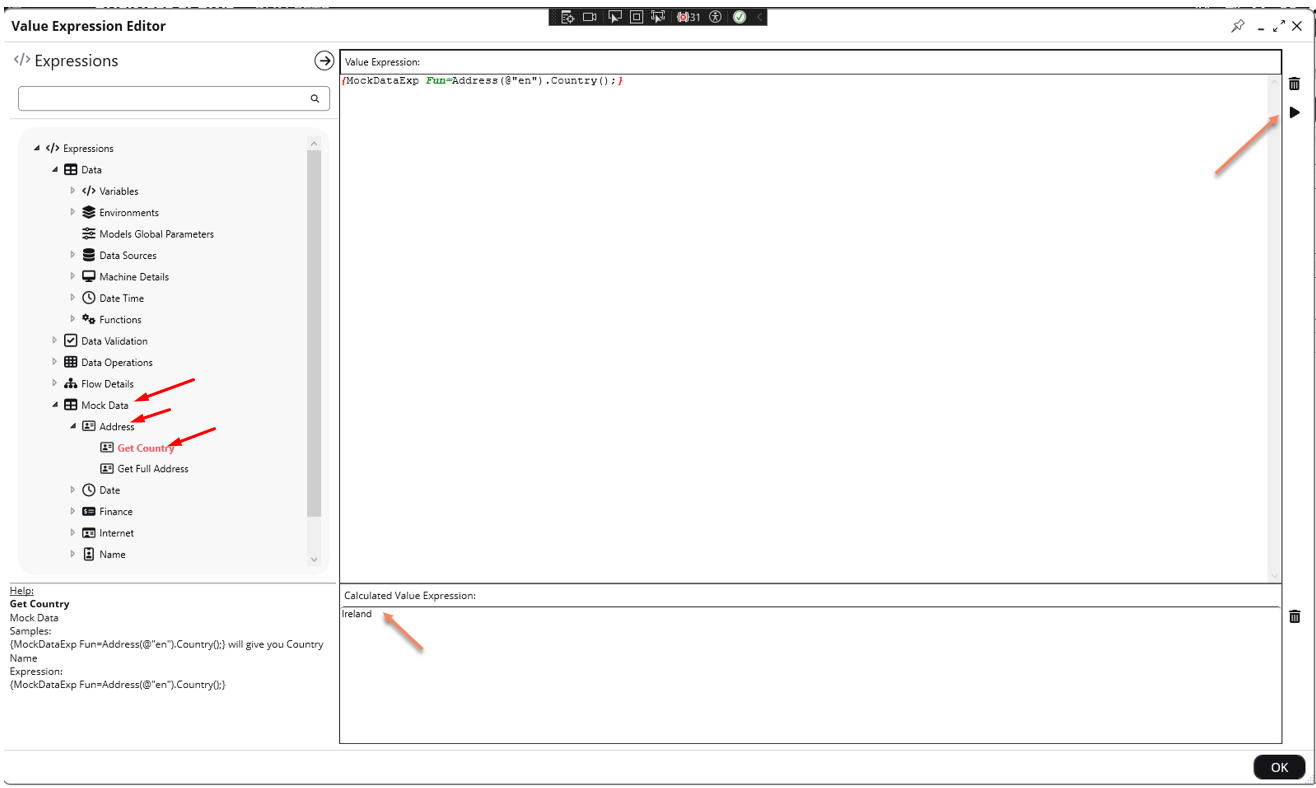 31
Value Expression Editor
</> Expressions
Value Expression:
{MockDataExp Fun=Address(@"en").Country();}
</> Expressions
Data
</> Variables
Environments
Models Global Parameters
Data Sources
Machine Details
Date Time
Functions
Data Validation
Data Operations
Flow Details
Mock Data
Address
Get Country
Get Full Address
Date
Finance
Internet
Name
Help:
Get Country
Mock Data
Samples:
{MockDataExp Fun=Address(@"en").Country();} will give you Country
Name
Expression:
{MockDataExp Fun=Address(@"en").Country();}
Calculated Value Expression:
Ireland
OK